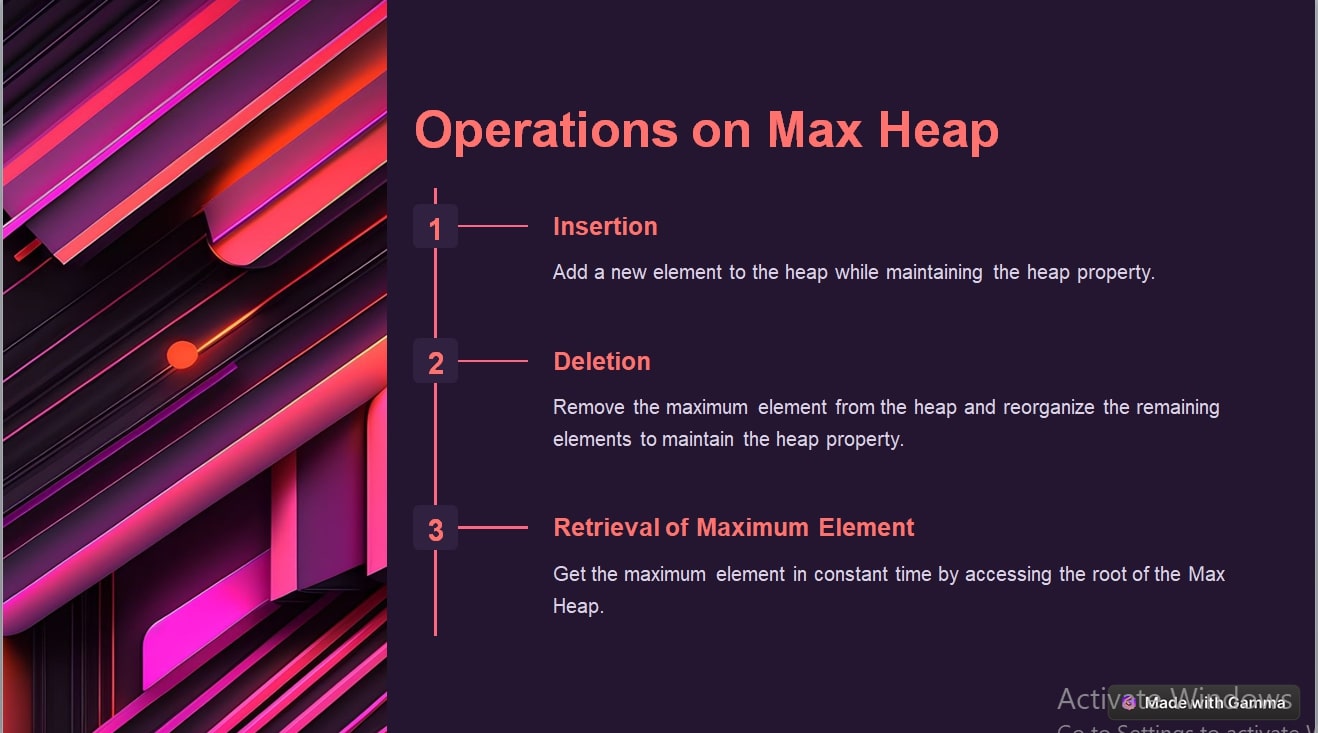 Operations on Max Heap
1
Insertion
Add a new element to the heap while maintaining the heap property.
2
Deletion
Remove the maximum element from the heap and reorganize the remaining
elements to maintain the heap property.
3
Retrieval of Maximum Element
Get the maximum element in constant time by accessing the root of the Max
Heap.
Activate Windows
Made with Gamma
Go to Settings to activate